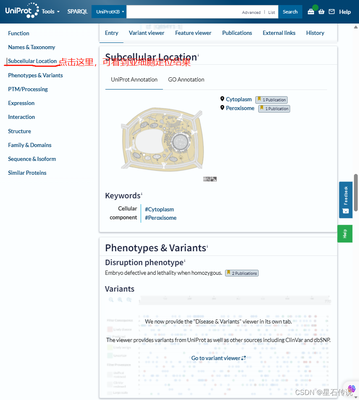 UniProt
Tools
SPARQL
UniProtKB
Advanced | List
Search
Help
Function
Names & Taxonomy
Subcellular Location 点击这里，可看到亚细胞定位结果
Phenotypes & Variants
PTM/Processing
Expression
Interaction
Structure
Family & Domains
Sequence & Isoform
Similar Proteins
Entry
Variant viewer
Feature viewer
Publications
External links
History
Subcellular Location
UniProt Annotation
GO Annotation
Cytoplasm 1 Publication
Peroxisome 1 Publication
Keywords
Cellular component
#Cytoplasm
#Peroxisome
Phenotypes & Variants
Disruption phenotype
Embryo defective and lethality when homozygous. 2 Publications
Variants
We now provide the "Disease & Variants" viewer in its own tab.
The viewer provides variants from UniProt as well as other sources including ClinVar and dbSNP.
Go to variant viewer
Feedback
Help
CSDN @星石传说